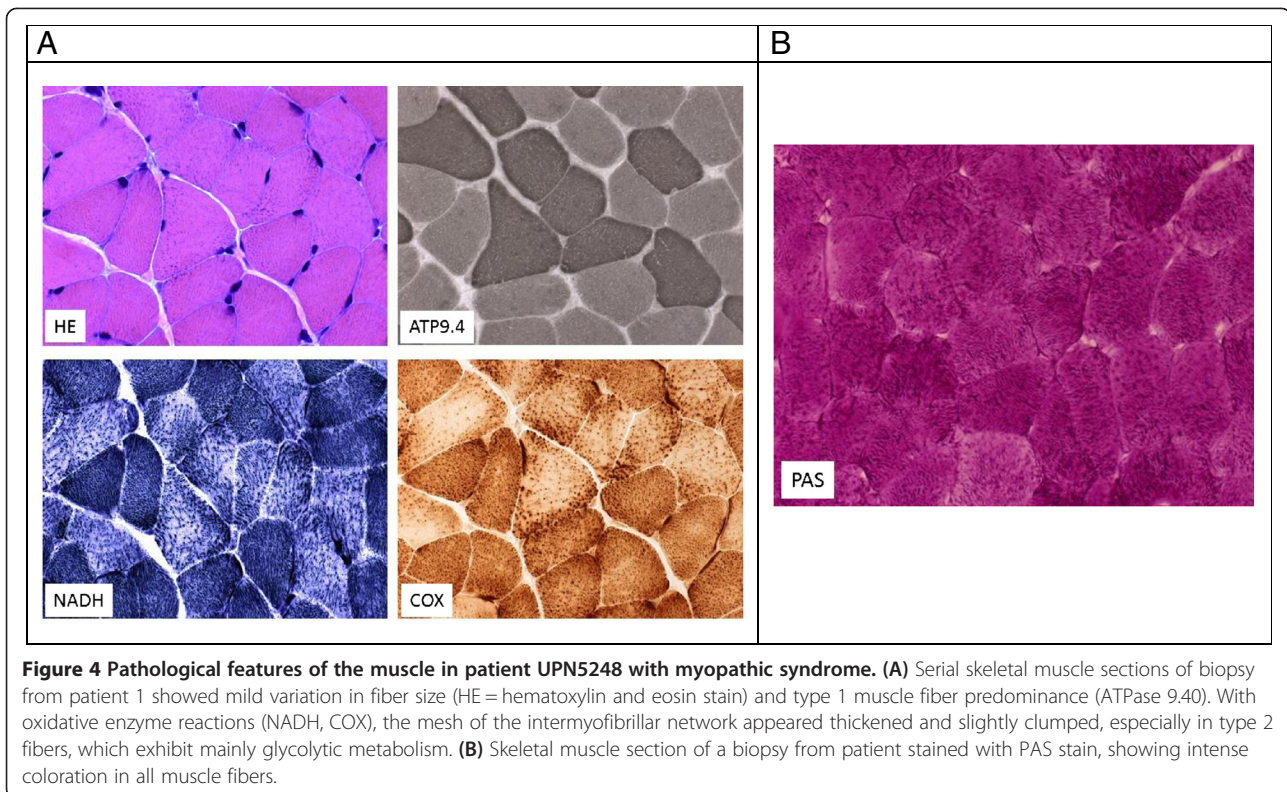 A
B
HE
ATP9.4
NADH
COX
PAS
Figure 4 Pathological features of the muscle in patient UPN5248 with myopathic syndrome. (A) Serial skeletal muscle sections of biopsy
from patient 1 showed mild variation in fiber size (HE = hematoxylin and eosin stain) and type 1 muscle fiber predominance (ATPase 9.40). With
oxidative enzyme reactions (NADH, COX), the mesh of the intermyofibrillar network appeared thickened and slightly clumped, especially in type 2
fibers, which exhibit mainly glycolytic metabolism. (B) Skeletal muscle section of a biopsy from patient stained with PAS stain, showing intense
coloration in all muscle fibers.